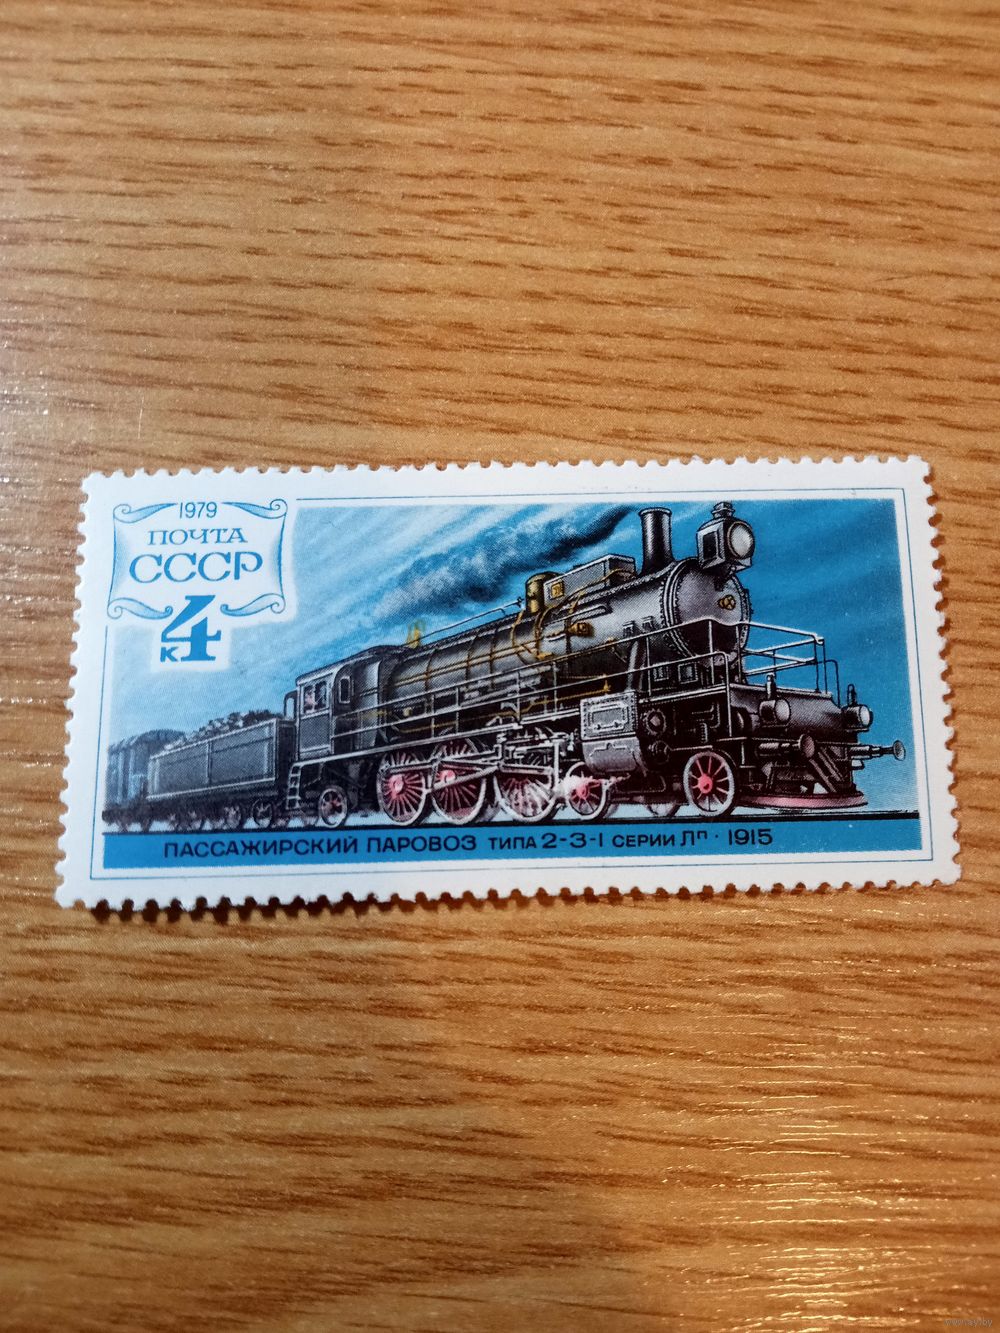 1979
ПОЧТА
СССР
4
к
ПАССАЖИРСКИЙ ПАРОВОЗ ТИПА 2-3-1 СЕРИИ Лп · 1915